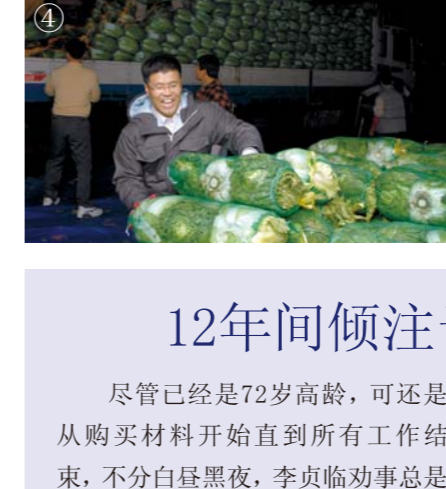 ④
12年间倾注
尽管已经是72岁高龄，可还是
从购买材料开始直到所有工作结
束，不分白昼黑夜，李贞临劝事总是